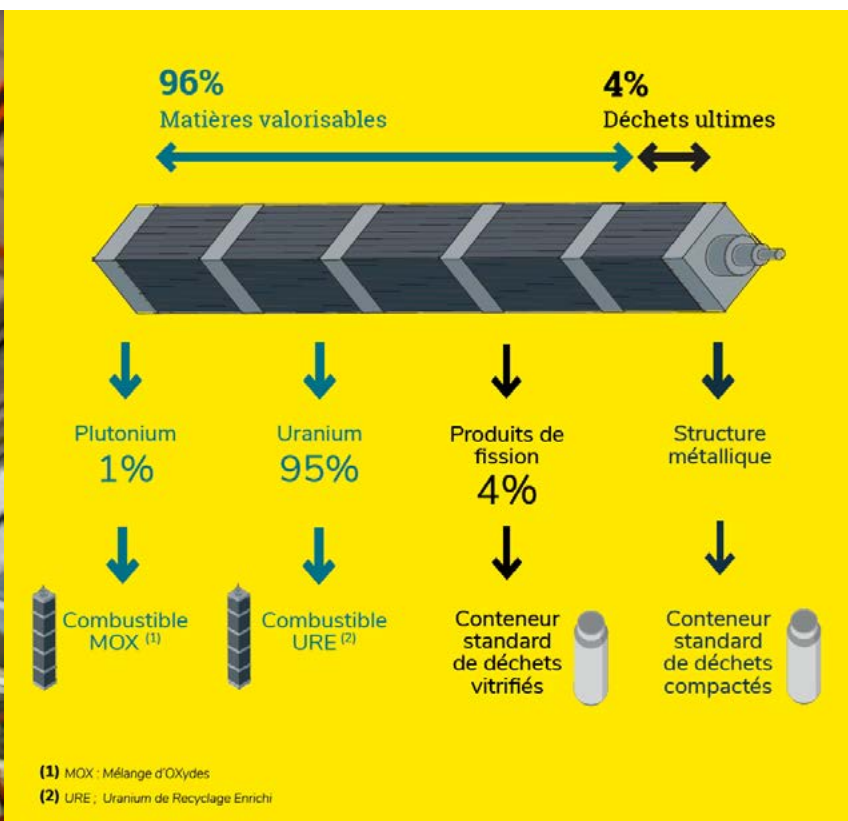 96%
Matières valorisables
4%
Déchets ultimes
Plutonium
1%
Uranium
95%
Produits de
fission
4%
Structure
métallique
Combustible
MOX (1)
Combustible
URE (2)
Conteneur
standard
de déchets
vitrifiés
Conteneur
standard
de déchets
compactés
(1) MOX : Mélange d'OXydes
(2) URE ; Uranium de Recyclage Enrichi